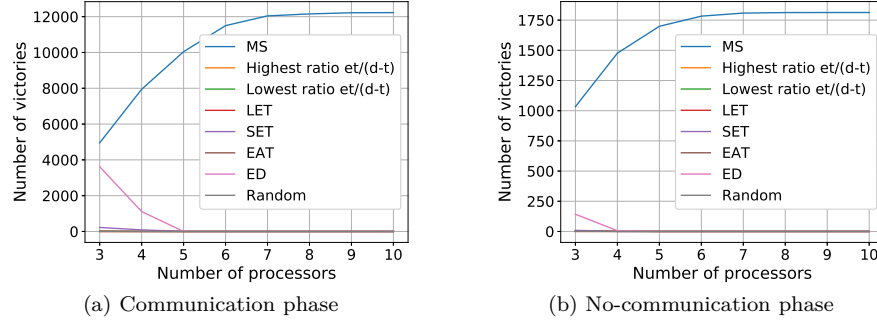 12000
10000
8000
6000
4000
2000
0
Number of victories
MS
Highest ratio et/(d-t)
Lowest ratio et/(d-t)
LET
SET
EAT
ED
Random
3 4 5 6 7 8 9 10
Number of processors
(a) Communication phase
1750
1500
1250
1000
750
500
250
0
Number of victories
MS
Highest ratio et/(d-t)
Lowest ratio et/(d-t)
LET
SET
EAT
ED
Random
3 4 5 6 7 8 9 10
Number of processors
(b) No-communication phase